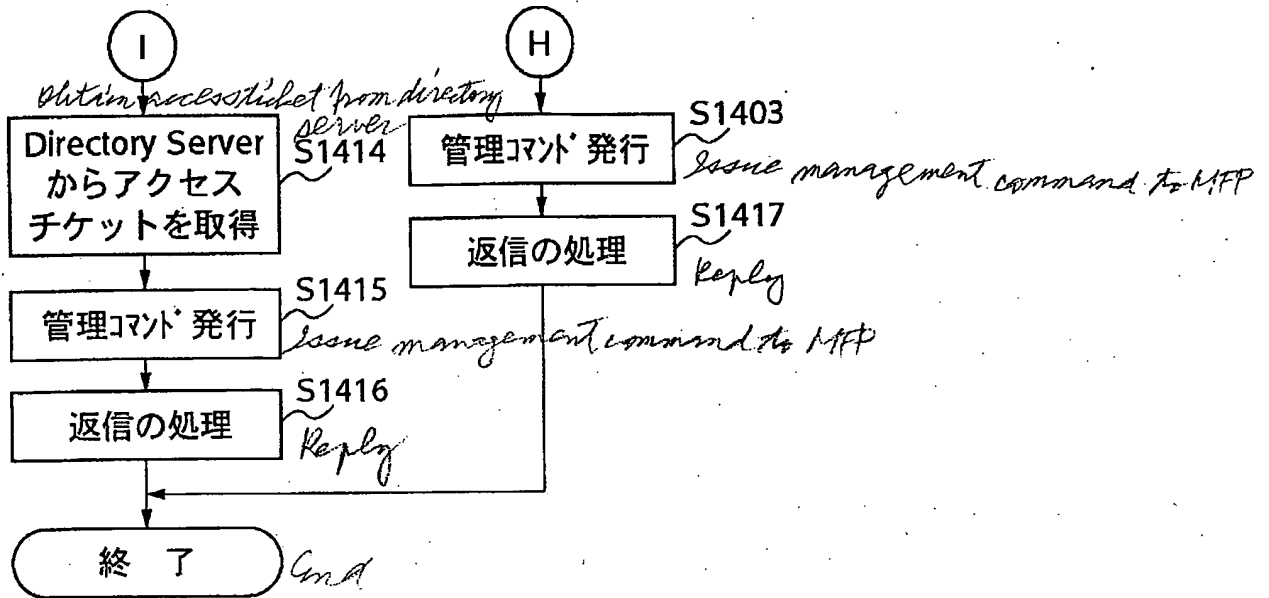 I
Obtain access ticket from directory
server
Directory Server
からアクセス
チケットを取得
S1414
S1415
管理コマンド発行
Issue management command to MFP
S1416
返信の処理
Reply
H
S1403
管理コマンド発行
Issue management command to MFP
S1417
返信の処理
Reply
終 了
End